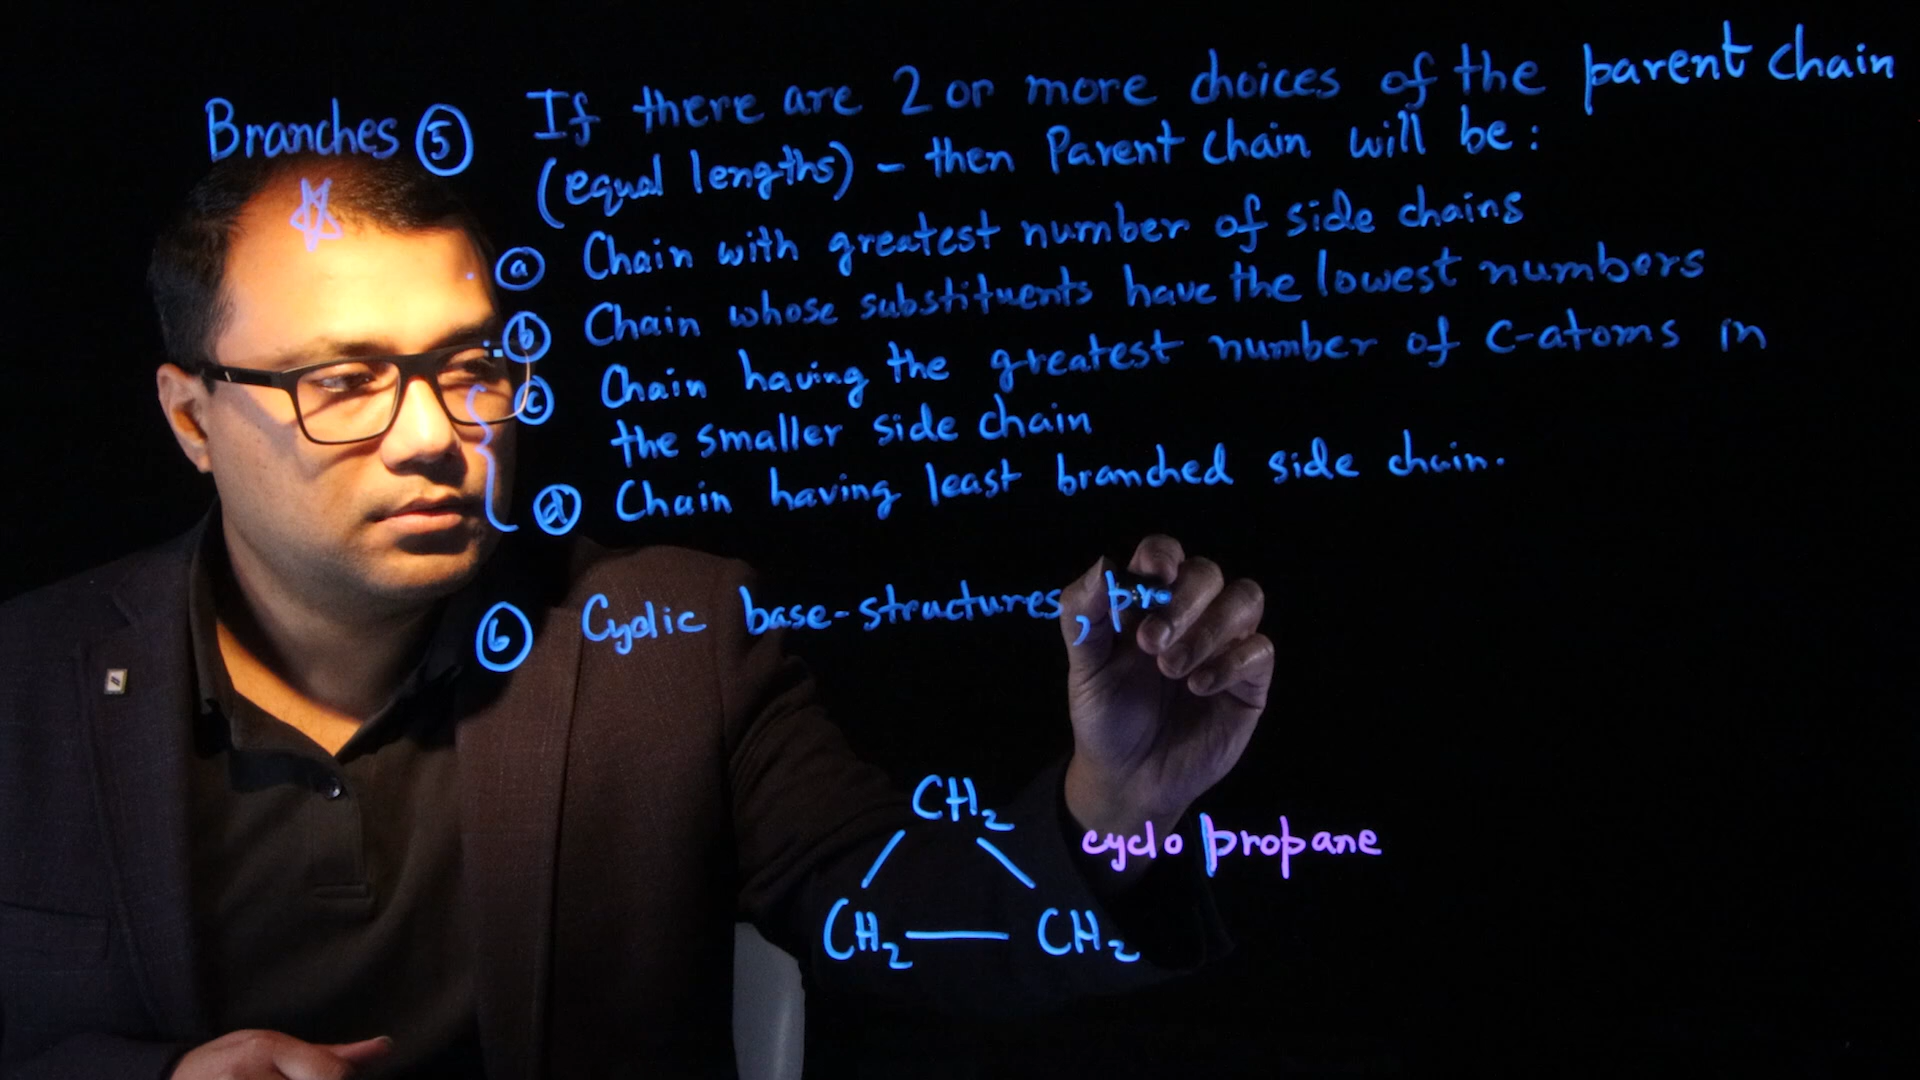 Branches ⑤ If there are 2 or more choices of the parent chain
(equal lengths) - then Parent chain will be:
ⓐ Chain with greatest number of side chains
ⓑ Chain whose substituents have the lowest numbers
ⓒ Chain having the greatest number of C-atoms in
the smaller side chain
ⓓ Chain having least branched side chain.
⑥ Cyclic base-structures, pro
CH₂
cyclo propane
CH₂ — CH₂